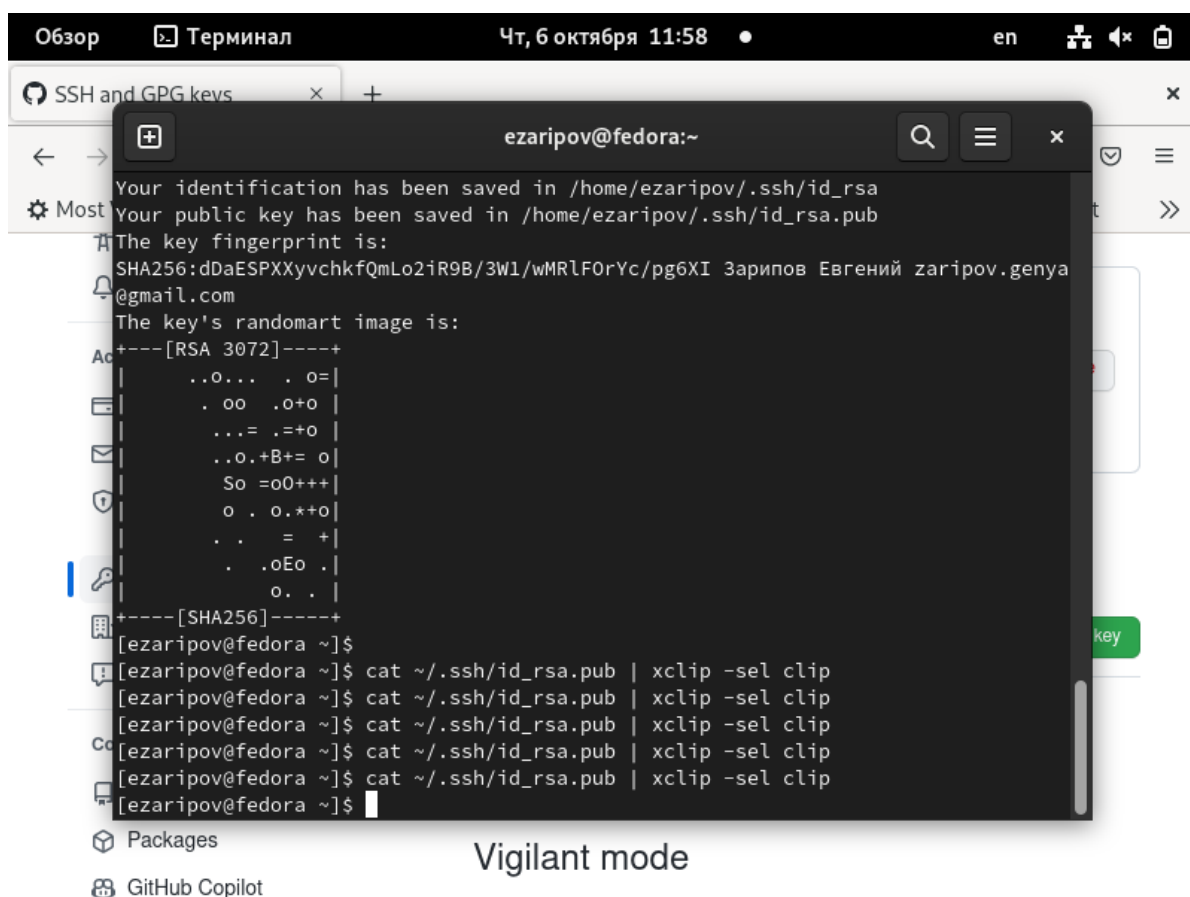 Обзор Терминал Чт, 6 октября 11:58 en
SSH and GPG keys
ezaripov@fedora:~
Most
Your identification has been saved in /home/ezaripov/.ssh/id_rsa
Your public key has been saved in /home/ezaripov/.ssh/id_rsa.pub
The key fingerprint is:
SHA256:dDaESPXXyvchkfQmLo2iR9B/3W1/wMRlFOrYc/pg6XI Зарипов Евгений zaripov.genya
@gmail.com
The key's randomart image is:
+---[RSA 3072]----+
|      ..o...  . o=|
|       . oo  .o+o |
|        ...= .=+o |
|        ..o.+B+= o|
|         So =oO+++|
|         o . o.*+o|
|        . .   =  +|
|         .  .oEo .|
|             o. . |
+----[SHA256]-----+
[ezaripov@fedora ~]$
[ezaripov@fedora ~]$ cat ~/.ssh/id_rsa.pub | xclip -sel clip
[ezaripov@fedora ~]$ cat ~/.ssh/id_rsa.pub | xclip -sel clip
[ezaripov@fedora ~]$ cat ~/.ssh/id_rsa.pub | xclip -sel clip
[ezaripov@fedora ~]$ cat ~/.ssh/id_rsa.pub | xclip -sel clip
[ezaripov@fedora ~]$ cat ~/.ssh/id_rsa.pub | xclip -sel clip
[ezaripov@fedora ~]$
key
Packages
Vigilant mode
GitHub Copilot